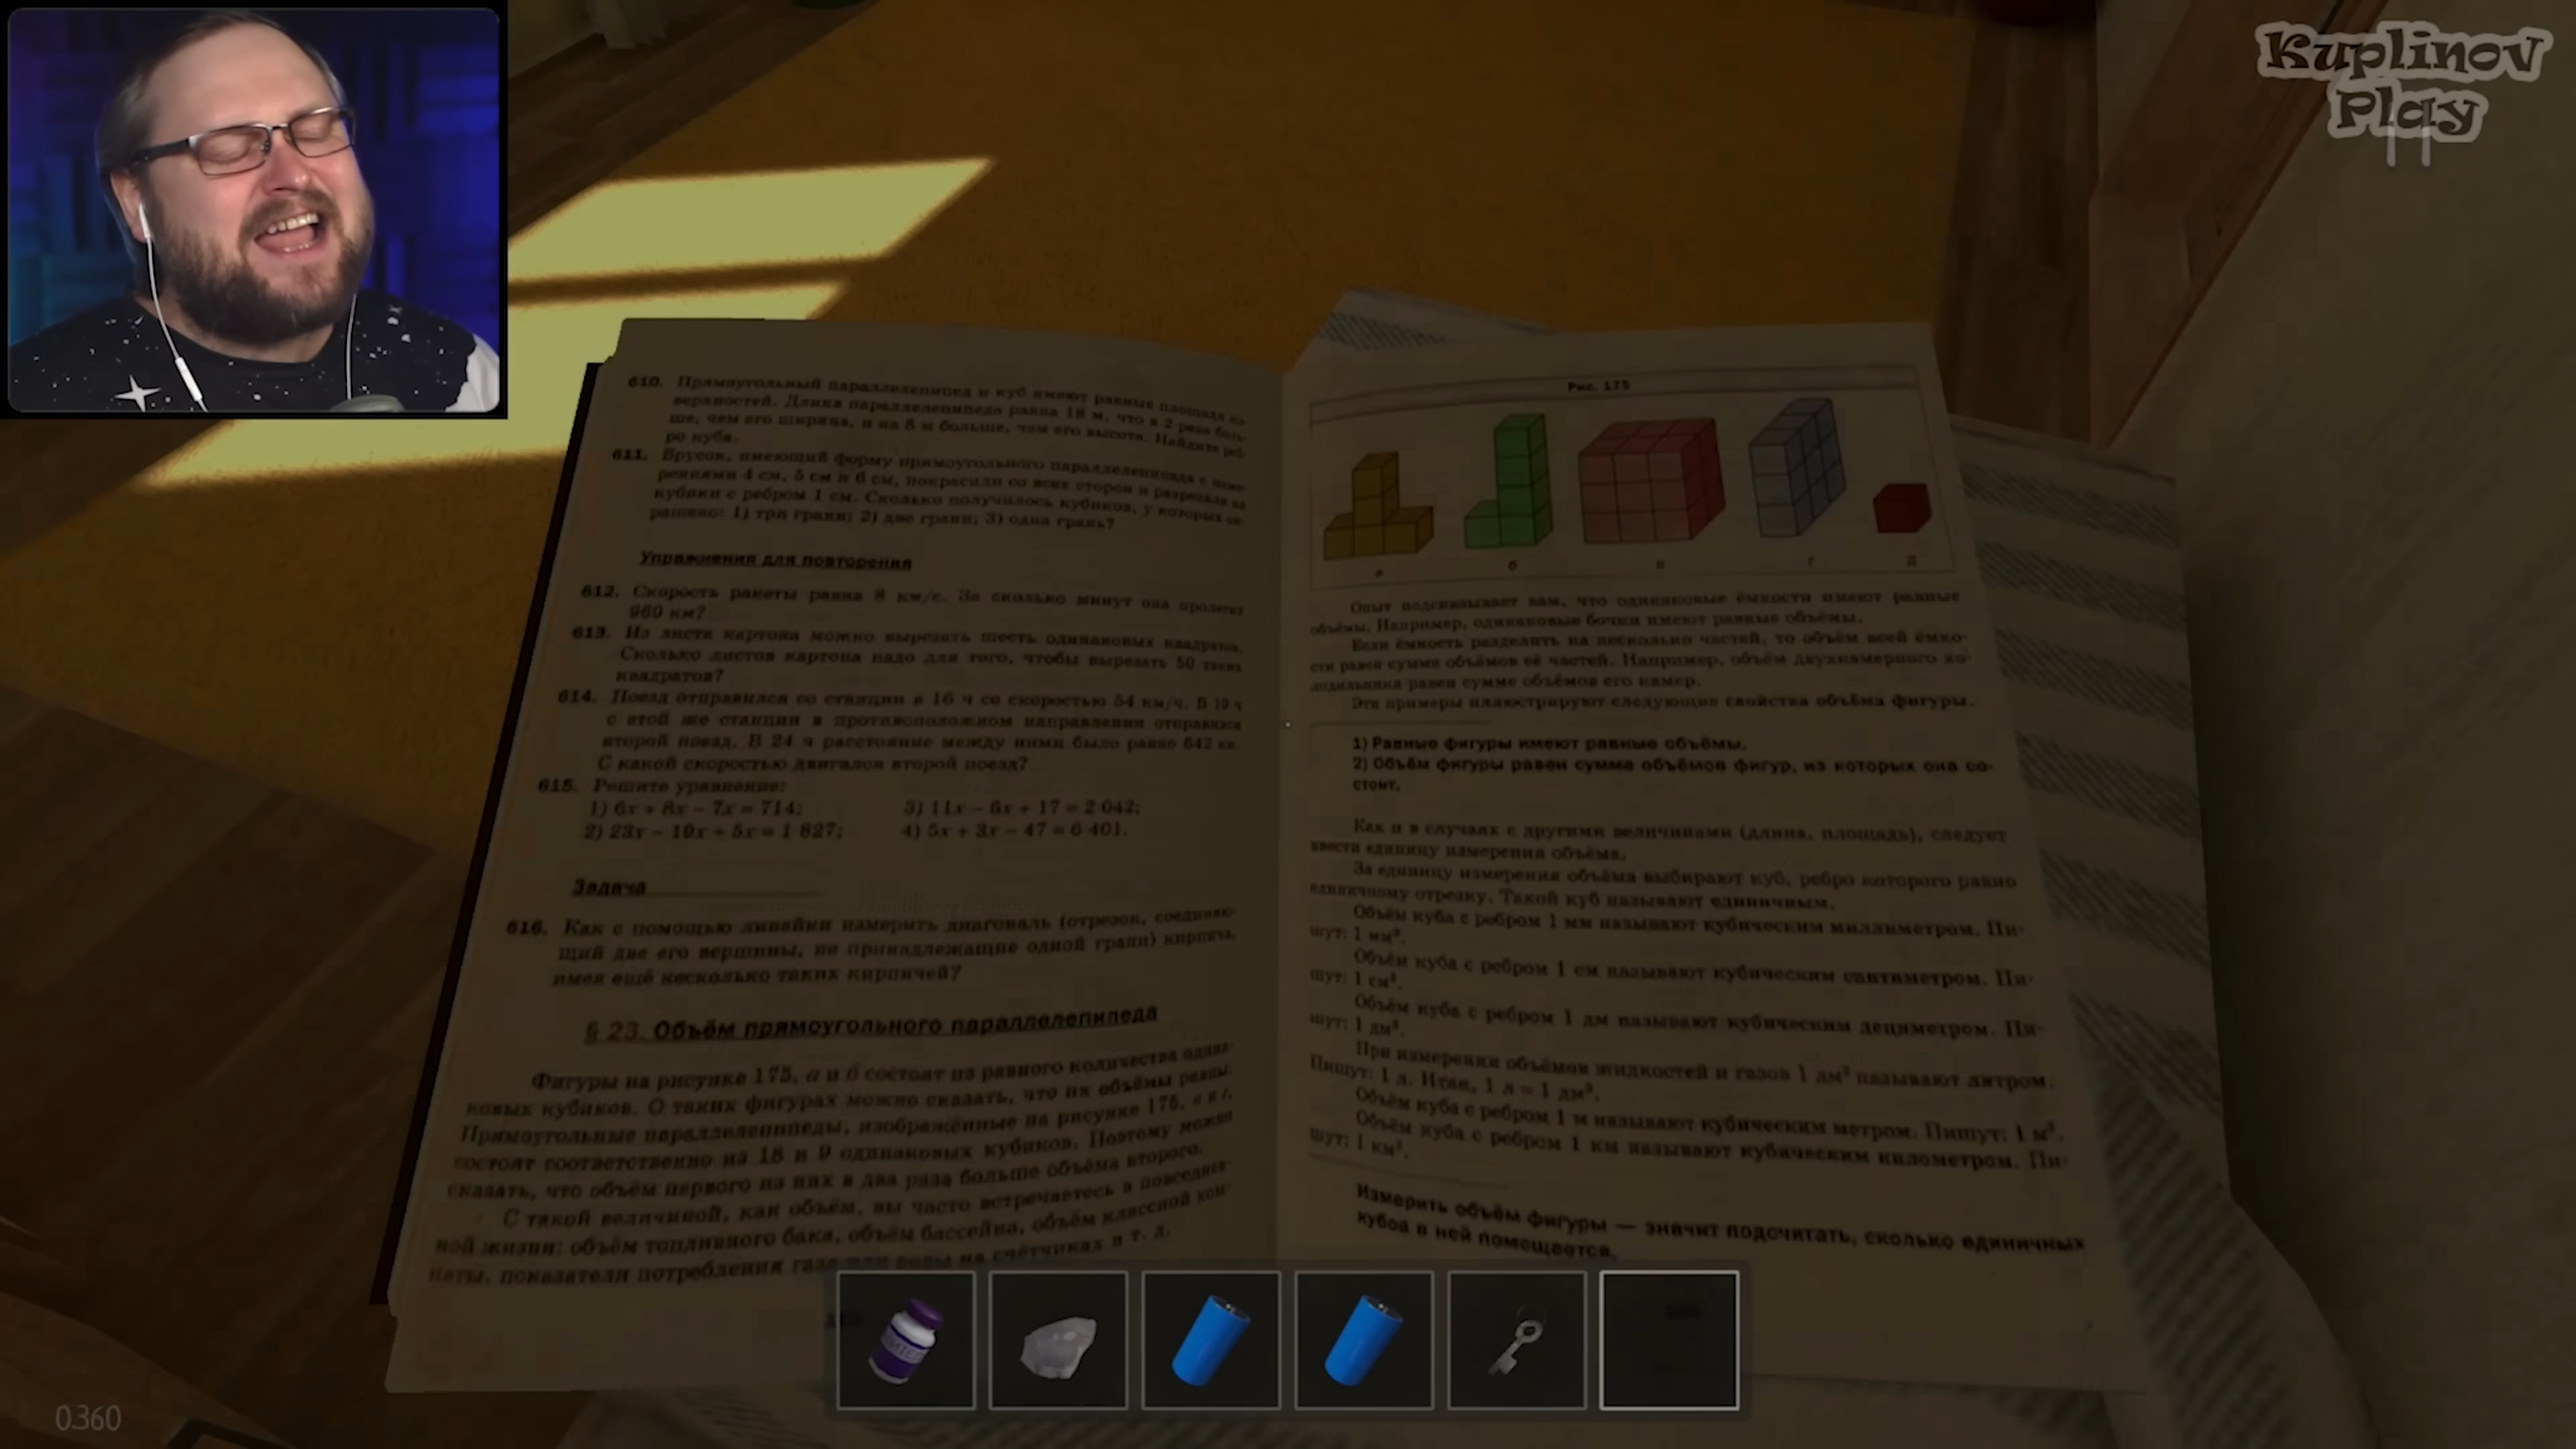 Kuplinov
Play
610. Прямоугольный параллелепипед и куб имеют равные площади по-
верхностей. Длина параллелепипеда равна 18 м, что в 2 раза боль-
ше, чем его ширина, и на 8 м больше, чем его высота. Найдите реб-
ро куба.
611. Брусок, имеющий форму прямоугольного параллелепипеда с изме-
рениями 4 см, 5 см и 6 см, покрасили со всех сторон и разрезали на
кубики с ребром 1 см. Сколько получилось кубиков, у которых ок-
рашено: 1) три грани; 2) две грани; 3) одна грань?
Упражнения для повторения
612. Скорость ракеты равна 8 км/с. За сколько минут она пролетит
960 км?
613. Из листа картона можно вырезать шесть одинаковых квадратов.
Сколько листов картона надо для того, чтобы вырезать 50 таких
квадратов?
614. Поезд отправился со станции в 16 ч со скоростью 54 км/ч. В 19 ч
с этой же станции в противоположном направлении отправился
второй поезд. В 24 ч расстояние между ними было равно 642 км.
С какой скоростью двигался второй поезд?
615. Решите уравнение:
1) 6x + 8x − 7x = 714; 3) 11x − 6x + 17 = 2 042;
2) 23x − 19x + 5x = 1 827; 4) 5x + 3x − 47 = 6 401.
Задача
616. Как с помощью линейки измерить диагональ (отрезок, соединяю-
щий две его вершины, не принадлежащие одной грани) кирпича,
имея ещё несколько таких кирпичей?
§ 23. Объём прямоугольного параллелепипеда
Фигуры на рисунке 175, а и б состоят из равного количества одина-
ковых кубиков. О таких фигурах можно сказать, что их объёмы равны.
Прямоугольные параллелепипеды, изображённые на рисунке 175, в и г,
состоят соответственно из 18 и 9 одинаковых кубиков. Поэтому можно
сказать, что объём первого из них в два раза больше объёма второго.
С такой величиной, как объём, вы часто встречаетесь в повседнев-
ной жизни: объём топливного бака, объём бассейна, объём классной ком-
наты, показатели потребления газа или воды на счётчиках и т. д.
Рис. 175
а б в г д
Опыт подсказывает вам, что одинаковые ёмкости имеют равные
объёмы. Например, одинаковые бочки имеют равные объёмы.
Если ёмкость разделить на несколько частей, то объём всей ёмко-
сти равен сумме объёмов её частей. Например, объём двухкамерного хо-
лодильника равен сумме объёмов его камер.
Эти примеры иллюстрируют следующие свойства объёма фигуры.
1) Равные фигуры имеют равные объёмы.
2) Объём фигуры равен сумме объёмов фигур, из которых она со-
стоит.
Как и в случаях с другими величинами (длина, площадь), следует
ввести единицу измерения объёма.
За единицу измерения объёма выбирают куб, ребро которого равно
единичному отрезку. Такой куб называют единичным.
Объём куба с ребром 1 мм называют кубическим миллиметром. Пи-
шут: 1 мм³.
Объём куба с ребром 1 см называют кубическим сантиметром. Пи-
шут: 1 см³.
Объём куба с ребром 1 дм называют кубическим дециметром. Пи-
шут: 1 дм³.
При измерении объёмов жидкостей и газов 1 дм³ называют литром.
Пишут: 1 л. Итак, 1 л = 1 дм³.
Объём куба с ребром 1 м называют кубическим метром. Пишут: 1 м³.
Объём куба с ребром 1 км называют кубическим километром. Пи-
шут: 1 км³.
Измерить объём фигуры — значит подсчитать, сколько единичных
кубов в ней помещается.
0.360